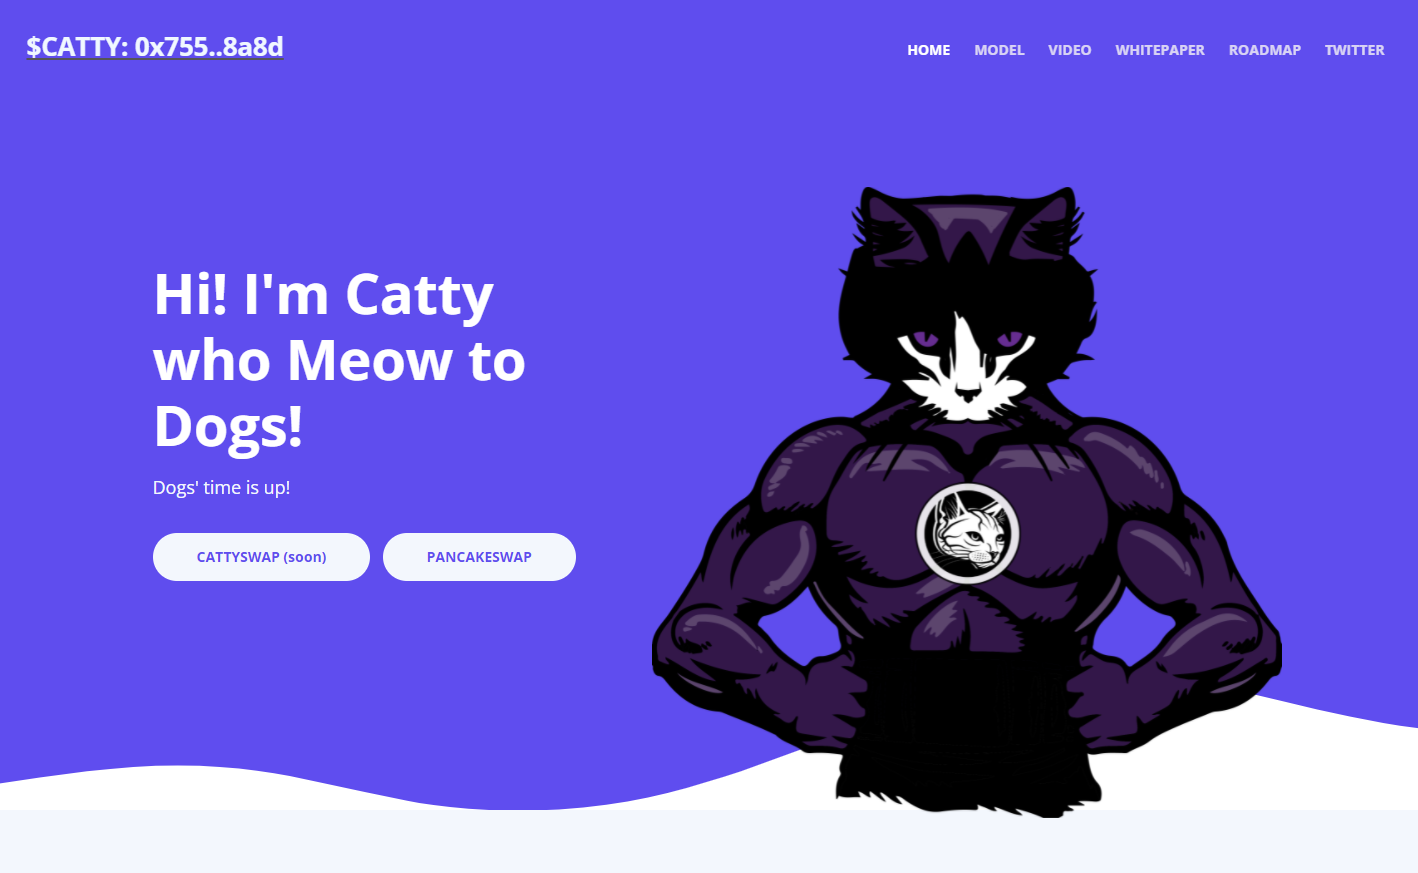 $CATTY: 0x755..8a8d
HOME MODEL VIDEO WHITEPAPER ROADMAP TWITTER
Hi! I'm Catty
who Meow to
Dogs!
Dogs' time is up!
CATTYSWAP (soon) PANCAKESWAP